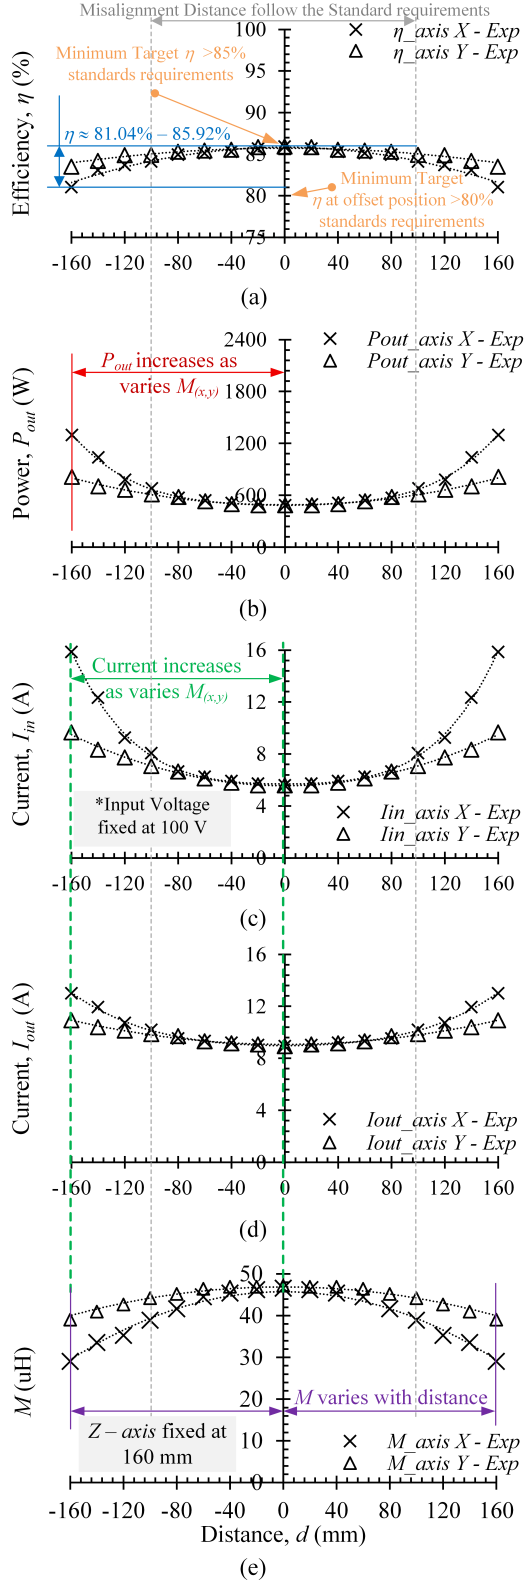 Misalignment Distance follow the Standard requirements
100
η_axis X - Exp
Minimum Target η >85%
standards requirements
η_axis Y - Exp
95
90
η ≈ 81.04% – 85.92%
85
Minimum Target
η at offset position >80%
standards requirements
80
75
Efficiency, η (%)
-160 -120 -80 -40 0 40 80 120 160
(a)
2400
Pout_axis X - Exp
Pout_axis Y - Exp
P_out increases as
varies M_(x,y)
1800
1200
600
0
Power, P_out (W)
-160 -120 -80 -40 0 40 80 120 160
(b)
16
Current increases
as varies M_(x,y)
12
8
*Input Voltage
fixed at 100 V
4
Iin_axis X - Exp
Iin_axis Y - Exp
0
Current, I_in (A)
-160 -120 -80 -40 0 40 80 120 160
(c)
16
12
8
4
Iout_axis X - Exp
Iout_axis Y - Exp
0
Current, I_out (A)
-160 -120 -80 -40 0 40 80 120 160
(d)
50
40
30
20
M varies with distance
Z – axis fixed at
160 mm
10
M_axis X - Exp
M_axis Y - Exp
0
M (uH)
-160 -120 -80 -40 0 40 80 120 160
Distance, d (mm)
(e)